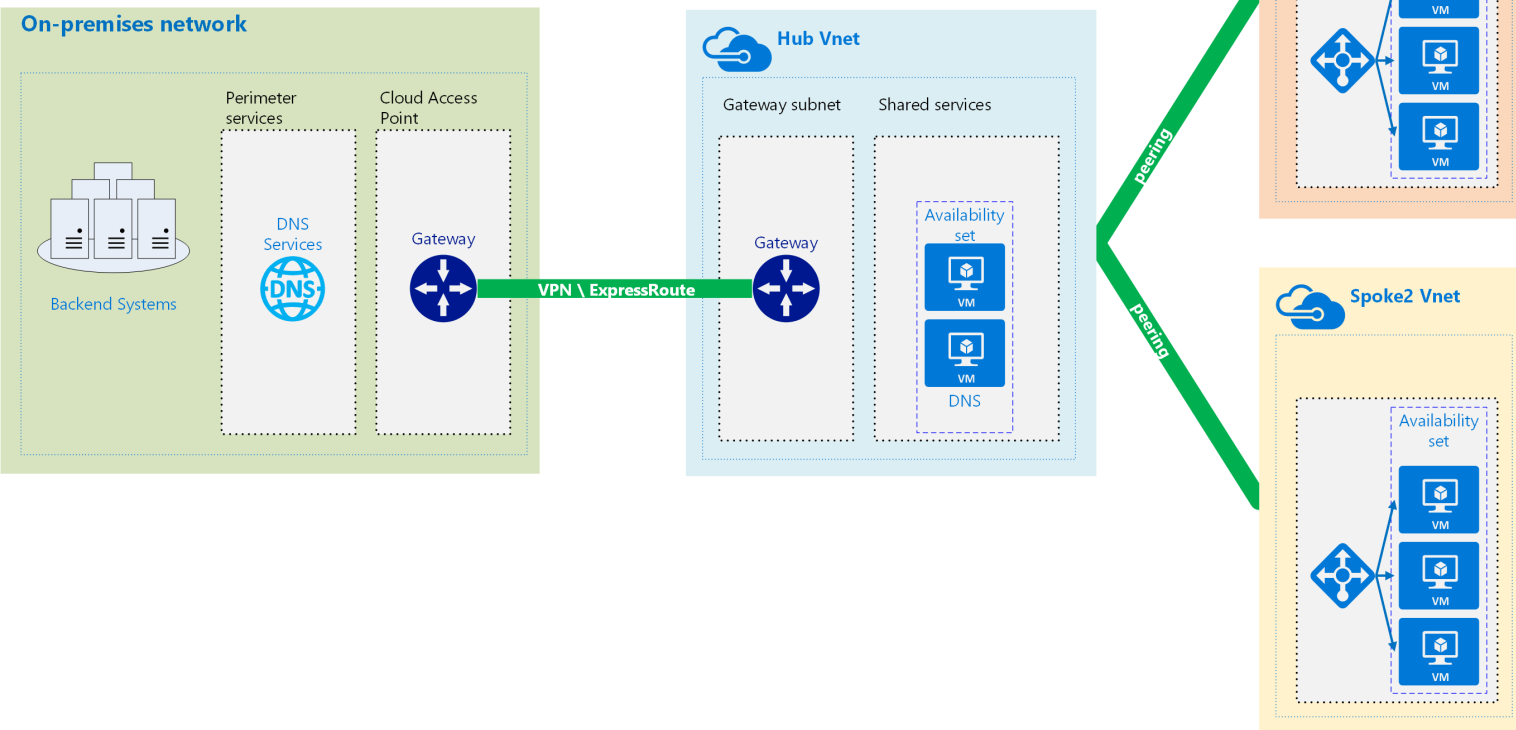 On-premises network
Perimeter
services
Cloud Access
Point
DNS
Services
DNS
Gateway
Backend Systems
VPN \ ExpressRoute
Hub Vnet
Gateway subnet
Shared services
Gateway
Availability
set
VM
VM
DNS
peering
peering
VM
VM
VM
Spoke2 Vnet
Availability
set
VM
VM
VM